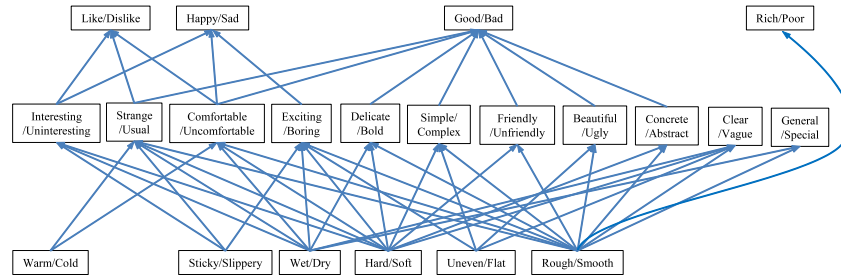 Like/Dislike
Happy/Sad
Good/Bad
Rich/Poor
Interesting
/Uninteresting
Strange
/Usual
Comfortable
/Uncomfortable
Exciting
/Boring
Delicate
/Bold
Simple/
Complex
Friendly
/Unfriendly
Beautiful
/Ugly
Concrete
/Abstract
Clear
/Vague
General
/Special
Warm/Cold
Sticky/Slippery
Wet/Dry
Hard/Soft
Uneven/Flat
Rough/Smooth